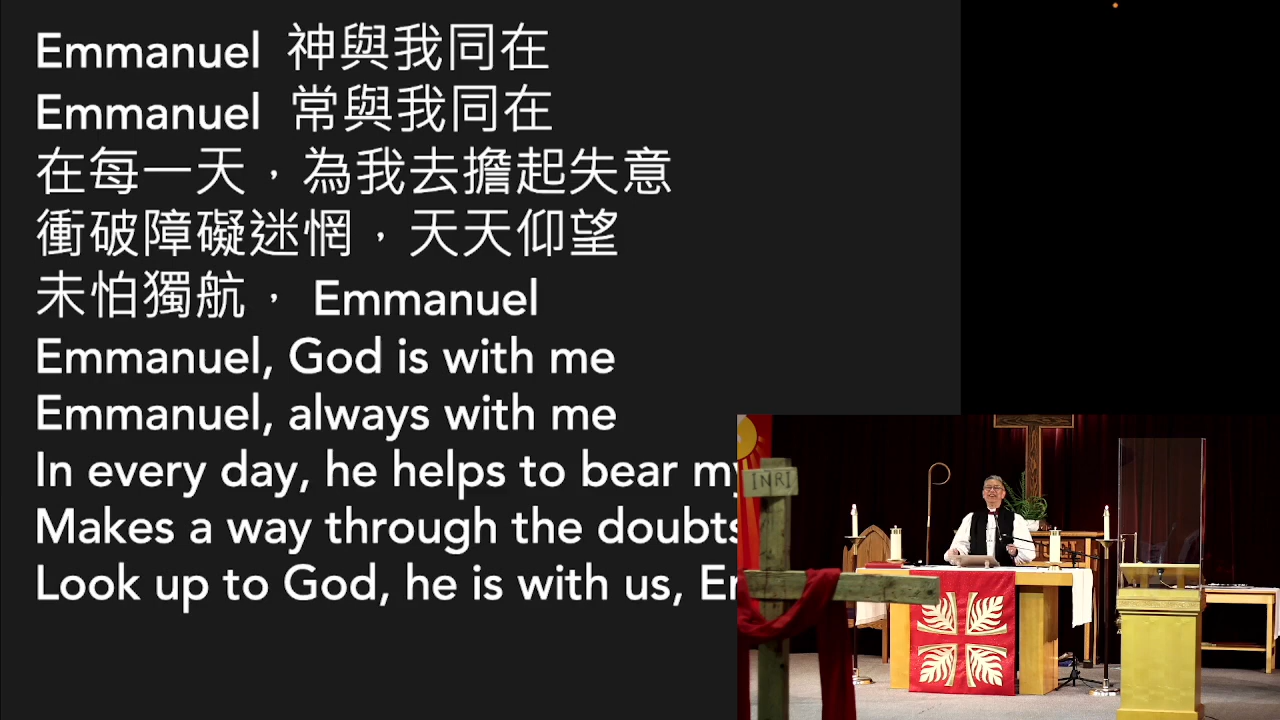 Emmanuel 神與我同在
Emmanuel 常與我同在
在每一天，為我去擔起失意
衝破障礙迷惘，天天仰望
未怕獨航， Emmanuel
Emmanuel, God is with me
Emmanuel, always with me
In every day, he helps to bear my
Makes a way through the doubts
Look up to God, he is with us,
INRI